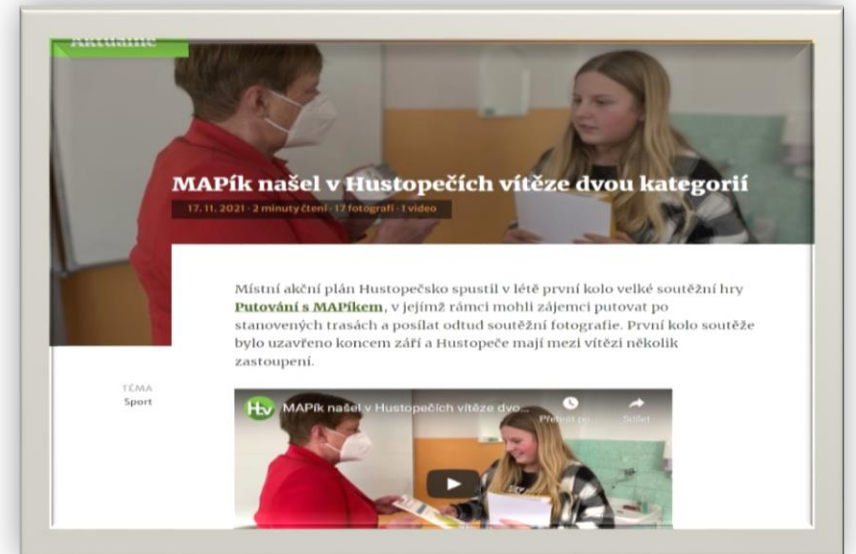 Aktuálně
MAPík našel v Hustopečích vítěze dvou kategorií
17. 11. 2021 · 2 minuty čtení · 17 fotografií · 1 video
Místní akční plán Hustopečsko spustil v létě první kolo velké soutěžní hry
Putování s MAPíkem, v jejímž rámci mohli zájemci putovat po
stanovených trasách a posílat odtud soutěžní fotografie. První kolo soutěže
bylo uzavřeno koncem září a Hustopeče mají mezi vítězi několik
zastoupení.
TÉMA
Sport
Htv MAPík našel v Hustopečích vítěze dvo...
Přehrát po... Sdílet